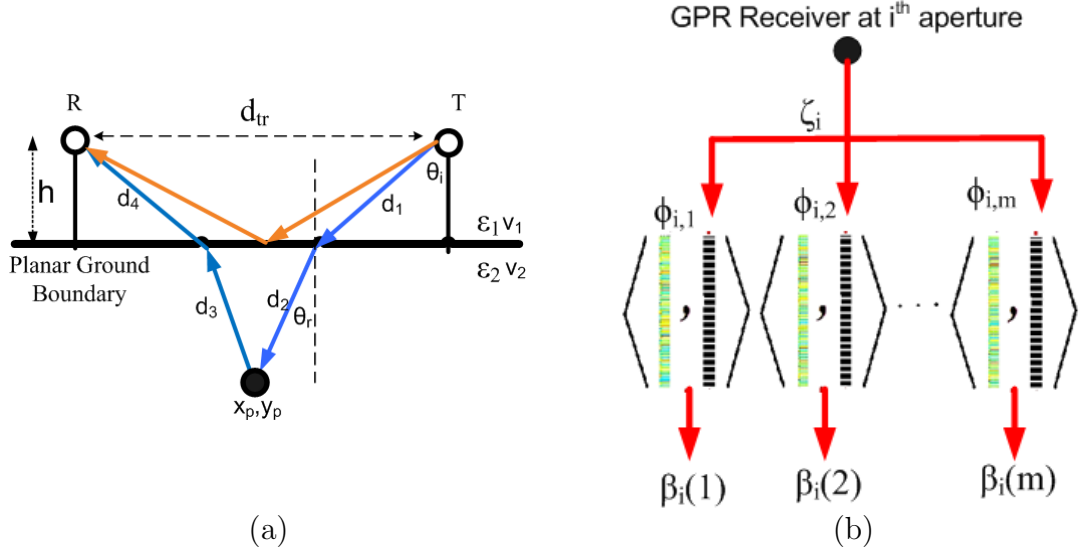 R
T
d_tr
h
θ_i
d_4
d_1
ε_1 v_1
Planar Ground
Boundary
ε_2 v_2
d_3
d_2
θ_r
x_p,y_p
(a)
GPR Receiver at i^th aperture
ζ_i
ϕ_i,1
ϕ_i,2
ϕ_i,m
, , · · · ,
β_i(1)
β_i(2)
β_i(m)
(b)